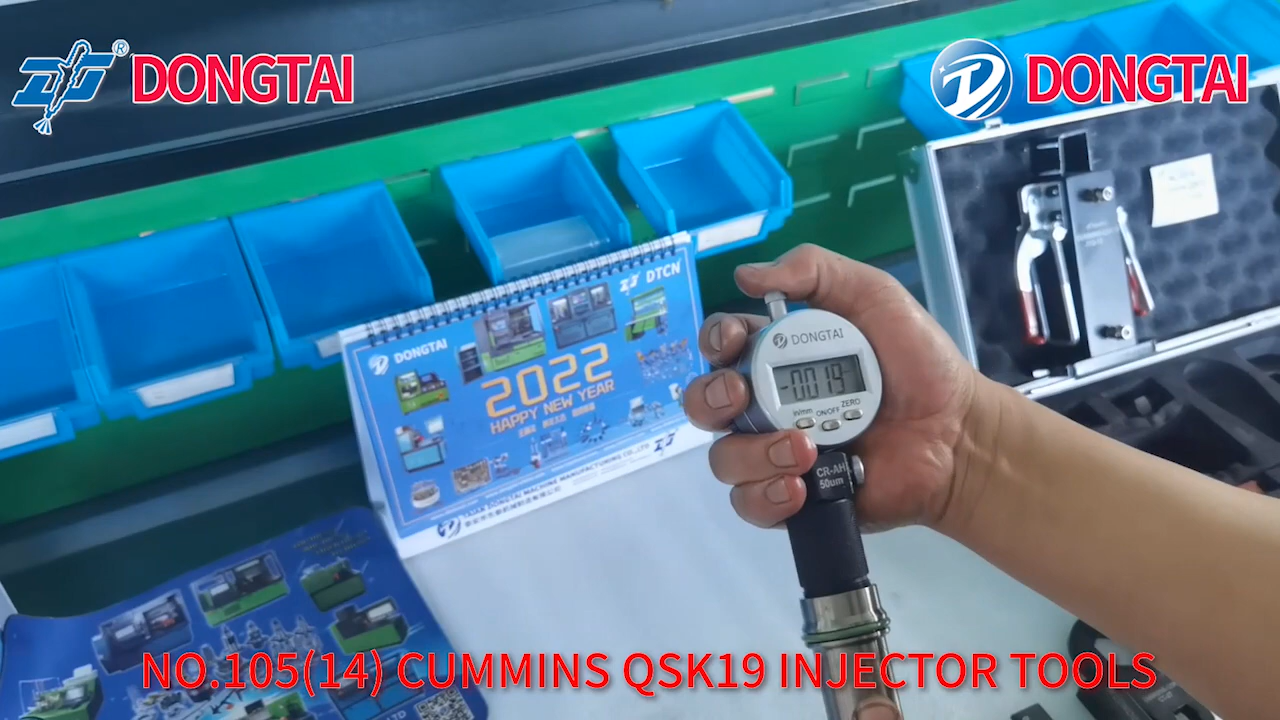 DONGTAI
DONGTAI
DTCN
DONGTAI
2022
HAPPY NEW YEAR
DONGTAI
-0.019
in/mm ON/OFF ZERO
CR-AH
50um
NO.105(14) CUMMINS QSK19 INJECTOR TOOLS